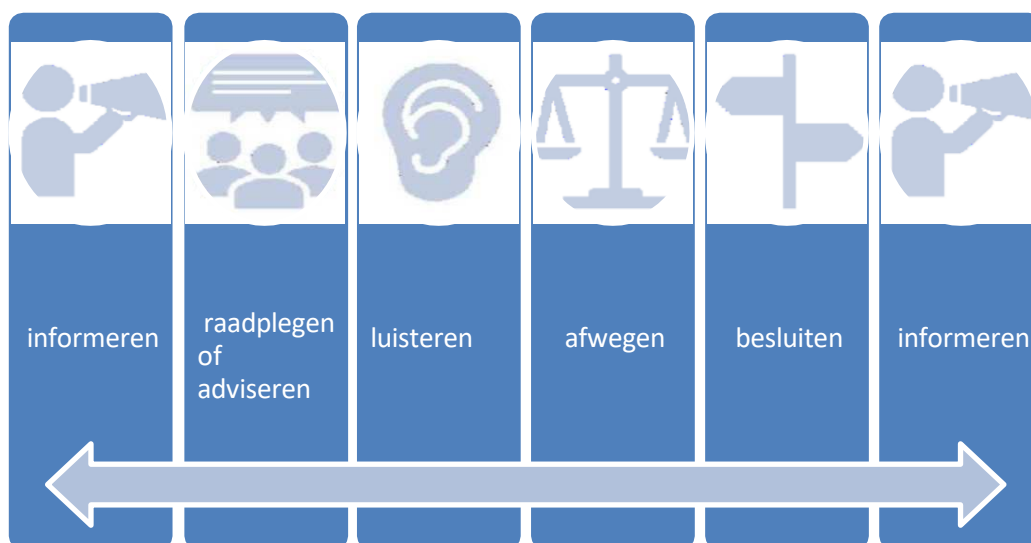 informeren
raadplegen
of
adviseren
luisteren
afwegen
besluiten
informeren